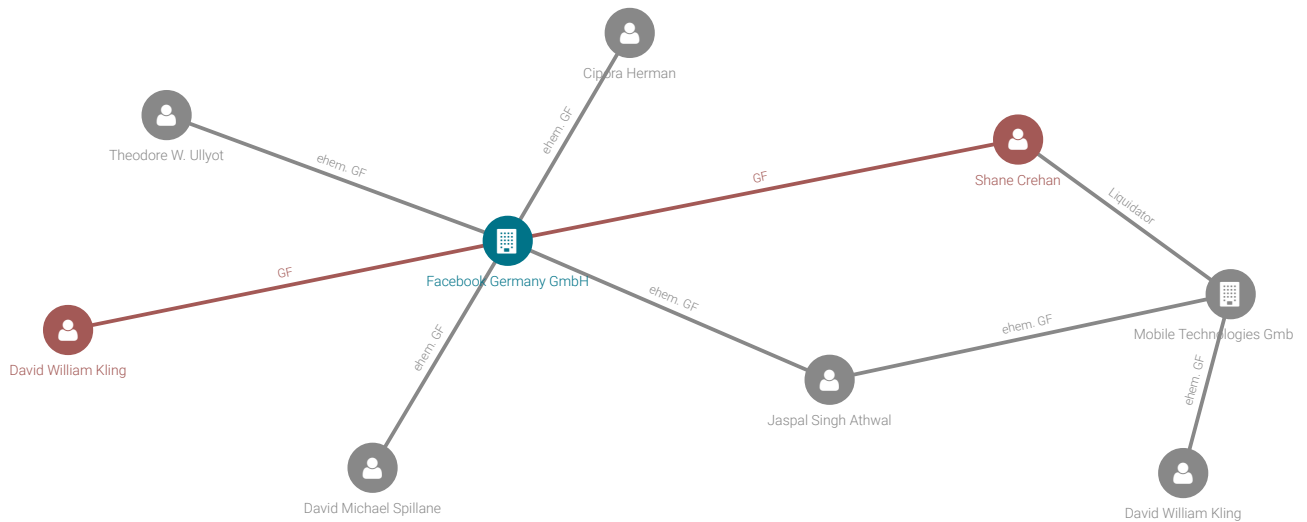 Cipora Herman
ehem. GF
Theodore W. Ullyot
ehem. GF
GF
Shane Crehan
Liquidator
GF
Facebook Germany GmbH
ehem. GF
ehem. GF
ehem. GF
Mobile Technologies Gmb
David William Kling
ehem. GF
Jaspal Singh Athwal
David Michael Spillane
David William Kling